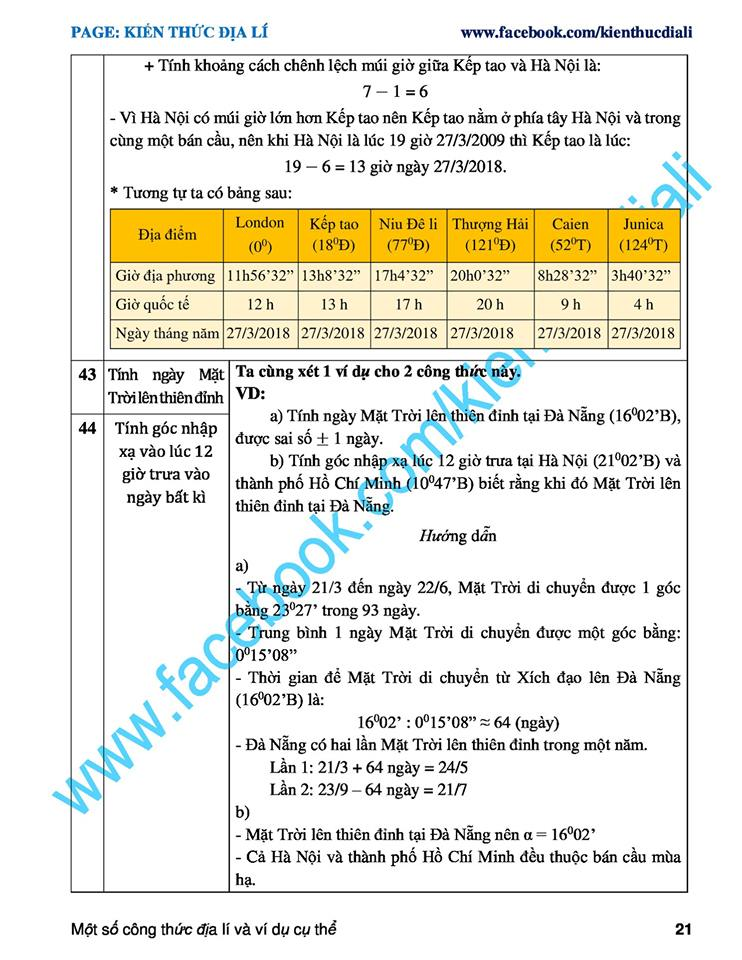 PAGE: KIẾN THỨC ĐỊA LÍ www.facebook.com/kienthucdiali
+ Tính khoảng cách chênh lệch múi giờ giữa Kếp tao và Hà Nội là:
7 – 1 = 6
- Vì Hà Nội có múi giờ lớn hơn Kếp tao nên Kếp tao nằm ở phía tây Hà Nội và trong
cùng một bán cầu, nên khi Hà Nội là lúc 19 giờ 27/3/2009 thì Kếp tao là lúc:
19 – 6 = 13 giờ ngày 27/3/2018.
* Tương tự ta có bảng sau:
Địa điểm London (0⁰) Kếp tao (18⁰Đ) Niu Đê li (77⁰Đ) Thượng Hải (121⁰Đ) Caien (52⁰T) Junica (124⁰T)
Giờ địa phương 11h56'32” 13h8'32” 17h4'32” 20h0'32” 8h28'32” 3h40'32”
Giờ quốc tế 12 h 13 h 17 h 20 h 9 h 4 h
Ngày tháng năm 27/3/2018 27/3/2018 27/3/2018 27/3/2018 27/3/2018 27/3/2018
43 Tính ngày Mặt
Trời lên thiên đỉnh
44 Tính góc nhập
xạ vào lúc 12
giờ trưa vào
ngày bất kì
Ta cùng xét 1 ví dụ cho 2 công thức này.
VD:
a) Tính ngày Mặt Trời lên thiên đỉnh tại Đà Nẵng (16⁰02’B),
được sai số ± 1 ngày.
b) Tính góc nhập xạ lúc 12 giờ trưa tại Hà Nội (21⁰02’B) và
thành phố Hồ Chí Minh (10⁰47’B) biết rằng khi đó Mặt Trời lên
thiên đỉnh tại Đà Nẵng.
Hướng dẫn
a)
- Từ ngày 21/3 đến ngày 22/6, Mặt Trời di chuyển được 1 góc
bằng 23⁰27’ trong 93 ngày.
- Trung bình 1 ngày Mặt Trời di chuyển được một góc bằng:
0⁰15’08”
- Thời gian để Mặt Trời di chuyển từ Xích đạo lên Đà Nẵng
(16⁰02’B) là:
16⁰02’ : 0⁰15’08” ≈ 64 (ngày)
- Đà Nẵng có hai lần Mặt Trời lên thiên đỉnh trong một năm.
Lần 1: 21/3 + 64 ngày = 24/5
Lần 2: 23/9 – 64 ngày = 21/7
b)
- Mặt Trời lên thiên đỉnh tại Đà Nẵng nên α = 16⁰02’
- Cả Hà Nội và thành phố Hồ Chí Minh đều thuộc bán cầu mùa
hạ.
www.facebook.com/kienthucdiali
Một số công thức địa lí và ví dụ cụ thể 21